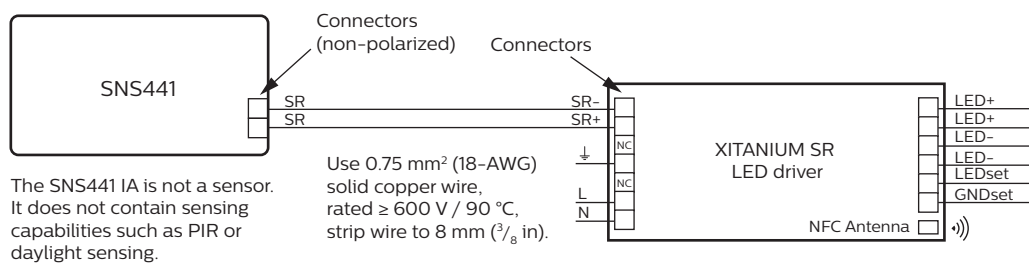 Connectors
(non-polarized)
Connectors
SNS441
SR
SR
SR-
SR+
NC
NC
L
N
XITANIUM SR
LED driver
LED+
LED+
LED-
LED-
LEDset
GNDset
NFC Antenna
Use 0.75 mm² (18-AWG)
solid copper wire,
rated ≥ 600 V / 90 °C,
strip wire to 8 mm (³/₈ in).
The SNS441 IA is not a sensor.
It does not contain sensing
capabilities such as PIR or
daylight sensing.